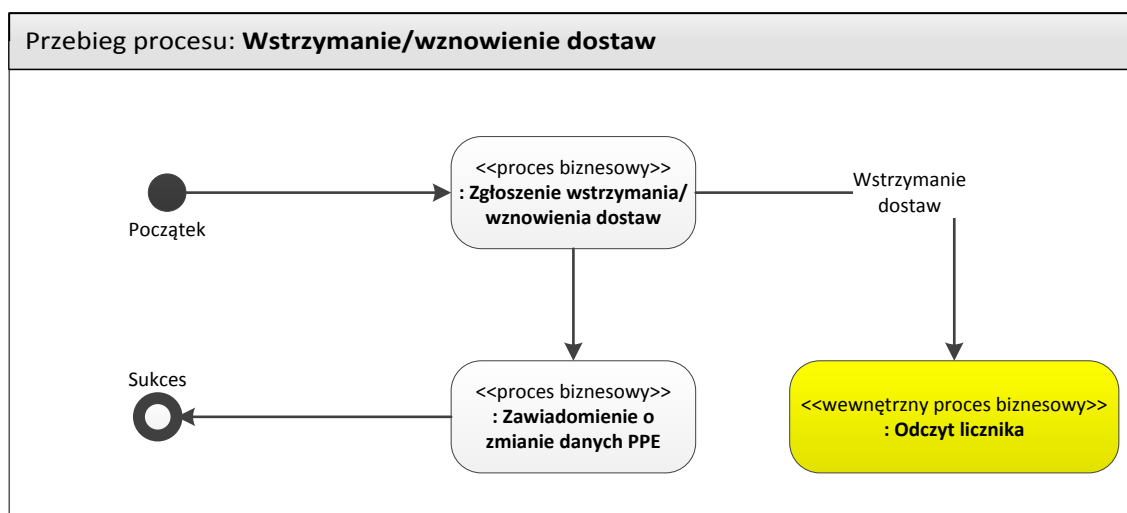 Przebieg procesu: Wstrzymanie/wznowienie dostaw
<<proces biznesowy>>
: Zgłoszenie wstrzymania/
wznowienia dostaw
Wstrzymanie
dostaw
Początek
Sukces
<<proces biznesowy>>
: Zawiadomienie o
zmianie danych PPE
<<wewnętrzny proces biznesowy>>
: Odczyt licznika